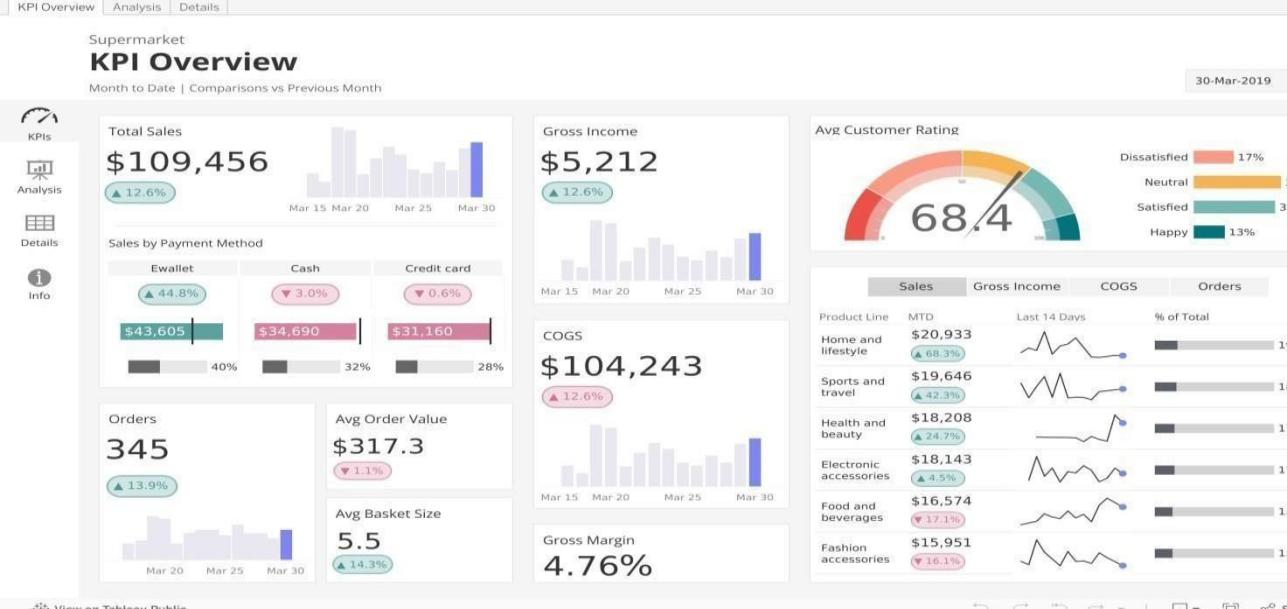 KPI Overview Analysis Details
Supermarket
KPI Overview
Month to Date | Comparisons vs Previous Month
30-Mar-2019
KPIs
Analysis
Details
Info
Total Sales
$109,456
▲ 12.6%
Mar 15 Mar 20 Mar 25 Mar 30
Sales by Payment Method
Ewallet Cash Credit card
▲ 44.8% ▼ 3.0% ▼ 0.6%
$43,605 $34,690 $31,160
40% 32% 28%
Orders
345
▲ 13.9%
Mar 20 Mar 25 Mar 30
Avg Order Value
$317.3
▼ 1.1%
Avg Basket Size
5.5
▲ 14.3%
Gross Income
$5,212
▲ 12.6%
Mar 15 Mar 20 Mar 25 Mar 30
COGS
$104,243
▲ 12.6%
Mar 15 Mar 20 Mar 25 Mar 30
Gross Margin
4.76%
Avg Customer Rating
68.4
Dissatisfied 17%
Neutral
Satisfied 3
Happy 13%
Sales Gross Income COGS Orders
Product Line MTD Last 14 Days % of Total
Home and
lifestyle
$20,933
▲ 68.3%
Sports and
travel
$19,646
▲ 42.3%
Health and
beauty
$18,208
▲ 24.7%
Electronic
accessories
$18,143
▲ 4.5%
Food and
beverages
$16,574
▼ 17.1%
Fashion
accessories
$15,951
▼ 16.1%
View on Tableau Public